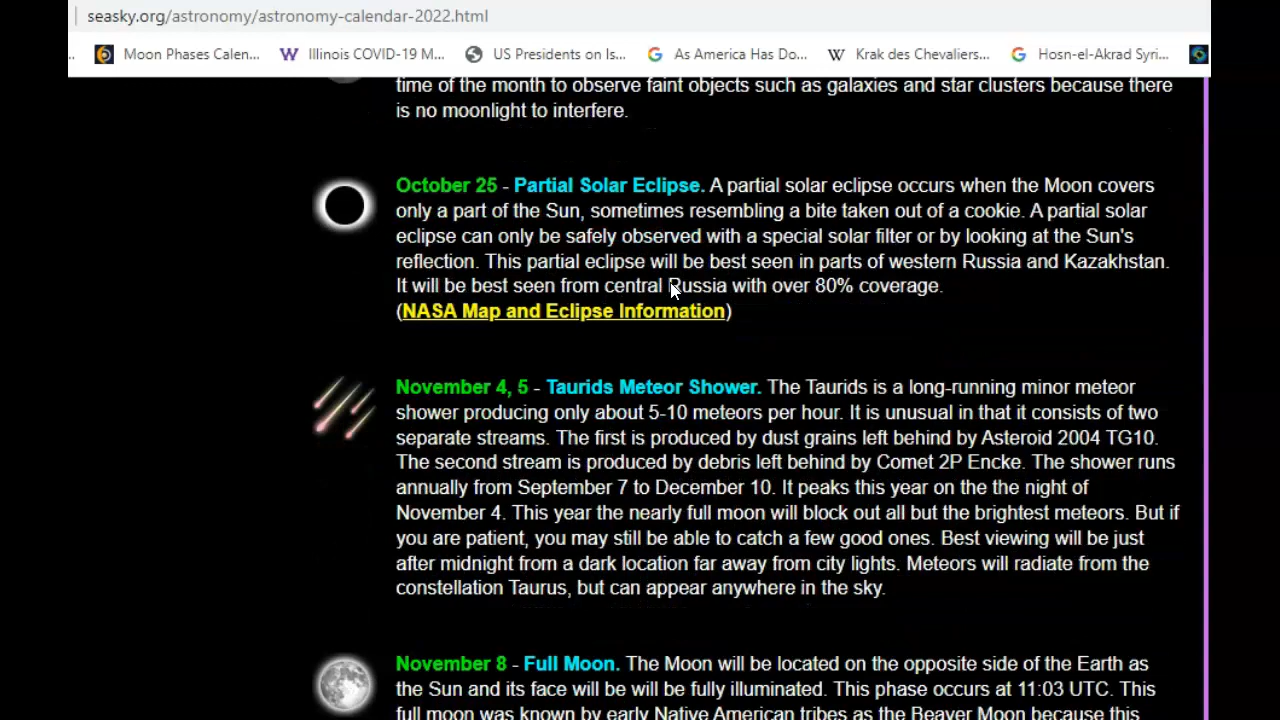 seasky.org/astronomy/astronomy-calendar-2022.html
.. Moon Phases Calen... Illinois COVID-19 M... US Presidents on Is... As America Has Do... Krak des Chevaliers... Hosn-el-Akrad Syri...
time of the month to observe faint objects such as galaxies and star clusters because there
is no moonlight to interfere.
October 25 - Partial Solar Eclipse. A partial solar eclipse occurs when the Moon covers
only a part of the Sun, sometimes resembling a bite taken out of a cookie. A partial solar
eclipse can only be safely observed with a special solar filter or by looking at the Sun's
reflection. This partial eclipse will be best seen in parts of western Russia and Kazakhstan.
It will be best seen from central Russia with over 80% coverage.
(NASA Map and Eclipse Information)
November 4, 5 - Taurids Meteor Shower. The Taurids is a long-running minor meteor
shower producing only about 5-10 meteors per hour. It is unusual in that it consists of two
separate streams. The first is produced by dust grains left behind by Asteroid 2004 TG10.
The second stream is produced by debris left behind by Comet 2P Encke. The shower runs
annually from September 7 to December 10. It peaks this year on the the night of
November 4. This year the nearly full moon will block out all but the brightest meteors. But if
you are patient, you may still be able to catch a few good ones. Best viewing will be just
after midnight from a dark location far away from city lights. Meteors will radiate from the
constellation Taurus, but can appear anywhere in the sky.
November 8 - Full Moon. The Moon will be located on the opposite side of the Earth as
the Sun and its face will be will be fully illuminated. This phase occurs at 11:03 UTC. This
full moon was known by early Native American tribes as the Beaver Moon because this